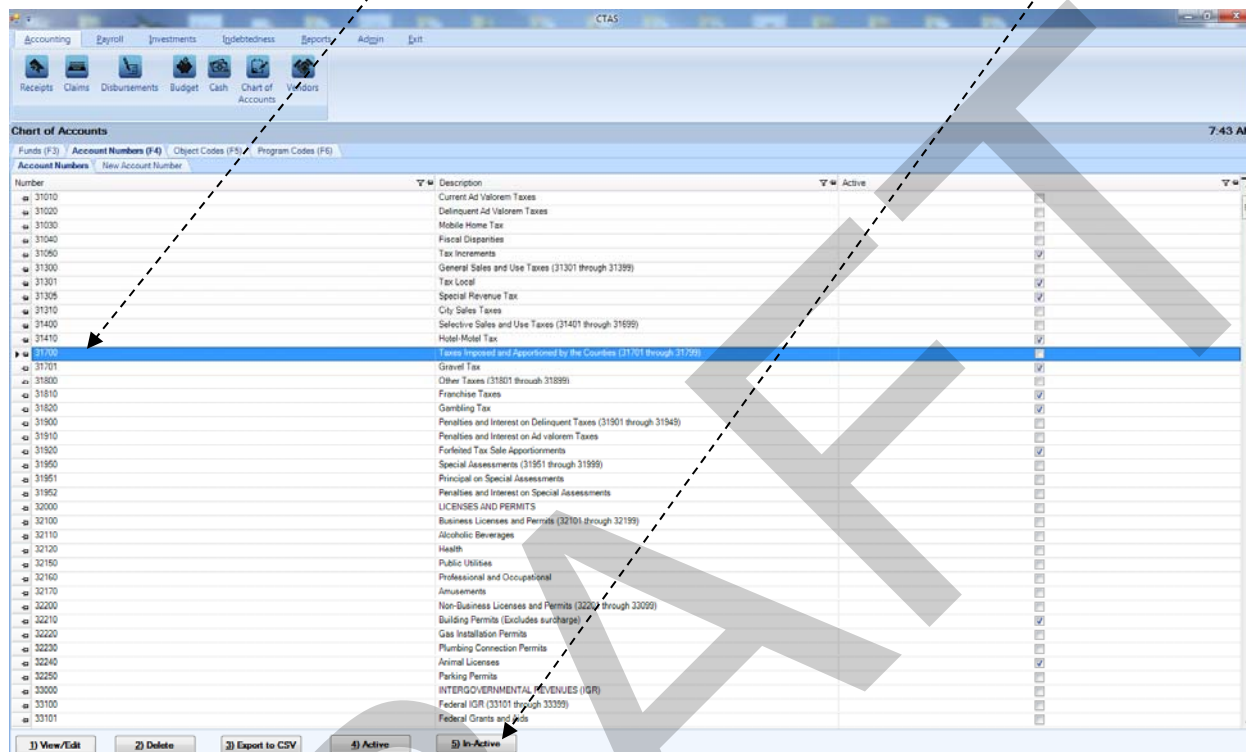 CTAS
Accounting Payroll Investments Indebtedness Reports Admin Exit
Receipts Claims Disbursements Budget Cash Chart of Accounts Vendors
Chart of Accounts 7:43 AM
Funds (F3) Account Numbers (F4) Object Codes (F5) Program Codes (F6)
Account Numbers New Account Number
Number Description Active
31010 Current Ad Valorem Taxes
31020 Delinquent Ad Valorem Taxes
31030 Mobile Home Tax
31040 Fiscal Disparities
31050 Tax Increments
31300 General Sales and Use Taxes (31301 through 31399)
31301 Tax Local
31305 Special Revenue Tax
31310 City Sales Taxes
31400 Selective Sales and Use Taxes (31401 through 31699)
31410 Hotel-Motel Tax
31700 Taxes Imposed and Apportioned by the Counties (31701 through 31799)
31701 Gravel Tax
31800 Other Taxes (31801 through 31899)
31810 Franchise Taxes
31820 Gambling Tax
31900 Penalties and Interest on Delinquent Taxes (31901 through 31949)
31910 Penalties and Interest on Ad valorem Taxes
31920 Forfeited Tax Sale Apportionments
31950 Special Assessments (31951 through 31999)
31951 Principal on Special Assessments
31952 Penalties and Interest on Special Assessments
32000 LICENSES AND PERMITS
32100 Business Licenses and Permits (32101 through 32199)
32110 Alcoholic Beverages
32120 Health
32150 Public Utilities
32160 Professional and Occupational
32170 Amusements
32200 Non-Business Licenses and Permits (32201 through 33099)
32210 Building Permits (Excludes surcharge)
32220 Gas Installation Permits
32230 Plumbing Connection Permits
32240 Animal Licenses
32250 Parking Permits
33000 INTERGOVERNMENTAL REVENUES (IGR)
33100 Federal IGR (33101 through 33399)
33101 Federal Grants and Aids
1) View/Edit 2) Delete 3) Export to CSV 4) Active 5) In-Active